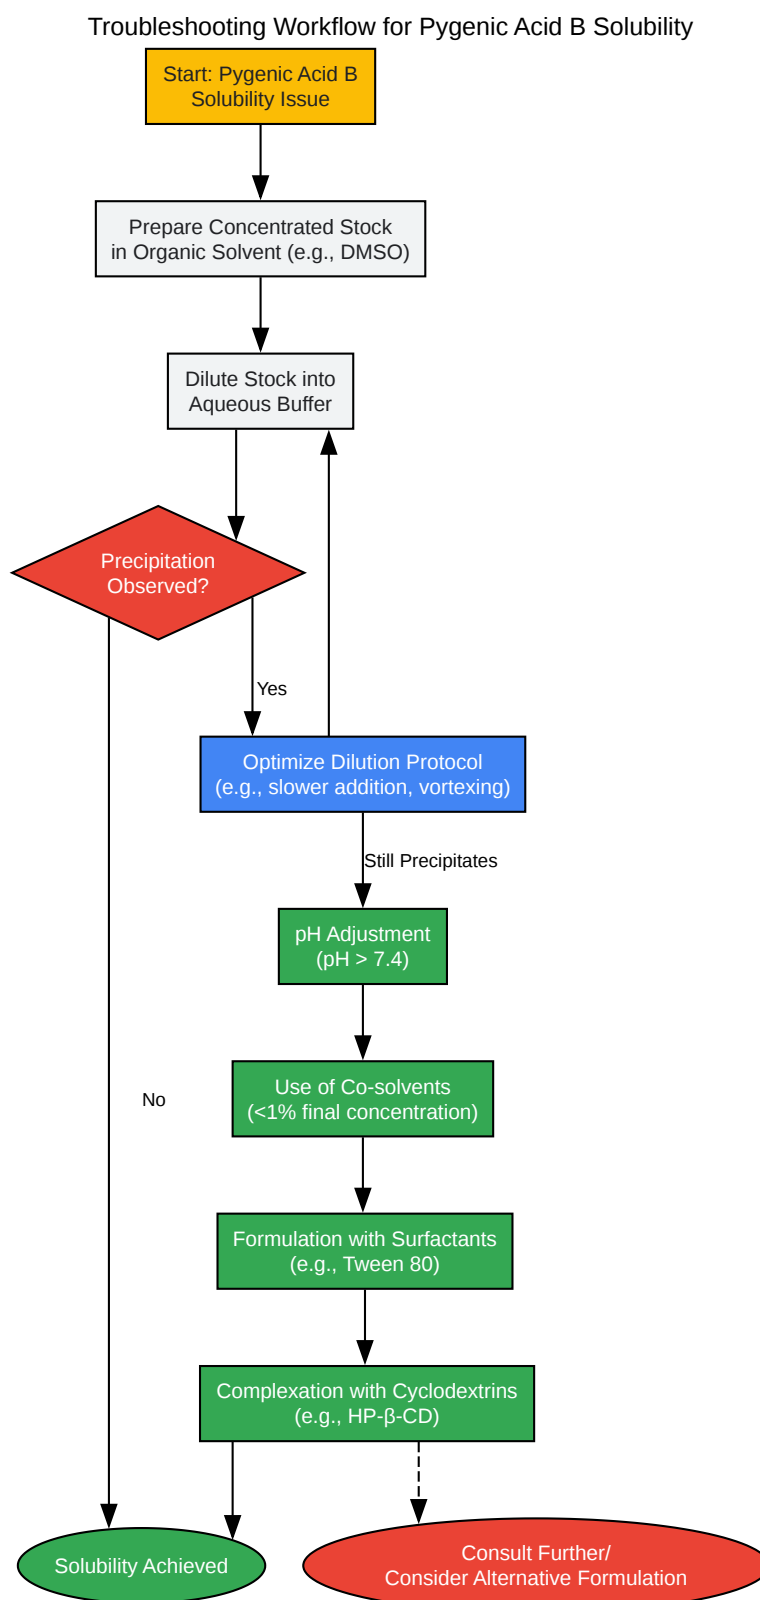 Troubleshooting Workflow for Pygenic Acid B Solubility
Start: Pygenic Acid B
Solubility Issue
Prepare Concentrated Stock
in Organic Solvent (e.g., DMSO)
Dilute Stock into
Aqueous Buffer
Precipitation
Observed?
Yes
Optimize Dilution Protocol
(e.g., slower addition, vortexing)
Still Precipitates
pH Adjustment
(pH > 7.4)
Use of Co-solvents
(<1% final concentration)
No
Formulation with Surfactants
(e.g., Tween 80)
Complexation with Cyclodextrins
(e.g., HP-β-CD)
Solubility Achieved
Consult Further/
Consider Alternative Formulation